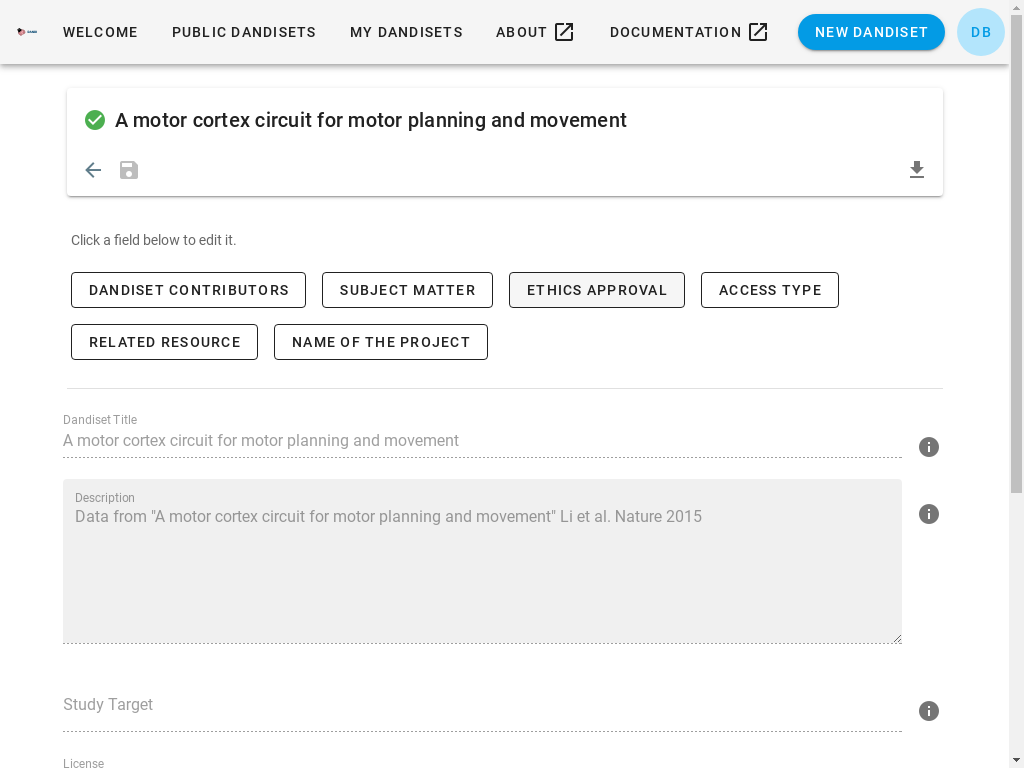 WELCOME PUBLIC DANDISETS MY DANDISETS ABOUT DOCUMENTATION NEW DANDISET DB
A motor cortex circuit for motor planning and movement
Click a field below to edit it.
DANDISET CONTRIBUTORS SUBJECT MATTER ETHICS APPROVAL ACCESS TYPE
RELATED RESOURCE NAME OF THE PROJECT
Dandiset Title
A motor cortex circuit for motor planning and movement
Description
Data from "A motor cortex circuit for motor planning and movement" Li et al. Nature 2015
Study Target
License